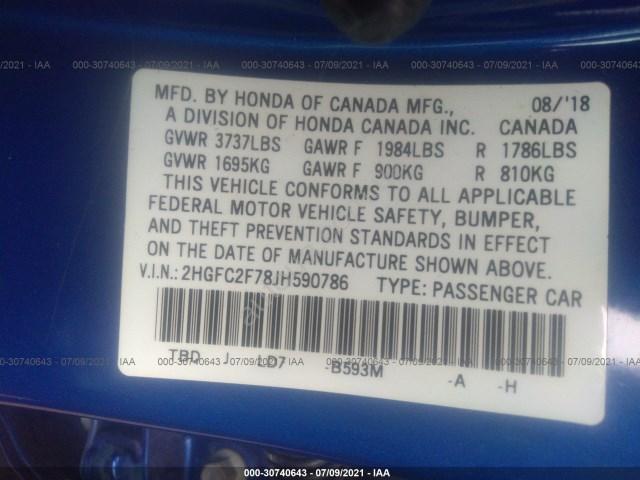 000-30740643 - 07/09/2021 - IAA
MFD. BY HONDA OF CANADA MFG., 08/'18
A DIVISION OF HONDA CANADA INC. CANADA
GVWR 3737LBS GAWR F 1984LBS R 1786LBS
GVWR 1695KG GAWR F 900KG R 810KG
THIS VEHICLE CONFORMS TO ALL APPLICABLE
FEDERAL MOTOR VEHICLE SAFETY, BUMPER,
AND THEFT PREVENTION STANDARDS IN EFFECT
ON THE DATE OF MANUFACTURE SHOWN ABOVE.
V.I.N.: 2HGFC2F78JH590786 TYPE: PASSENGER CAR
TBD J D7 -B593M -A -H
000-30740643 - 07/09/2021 - IAA